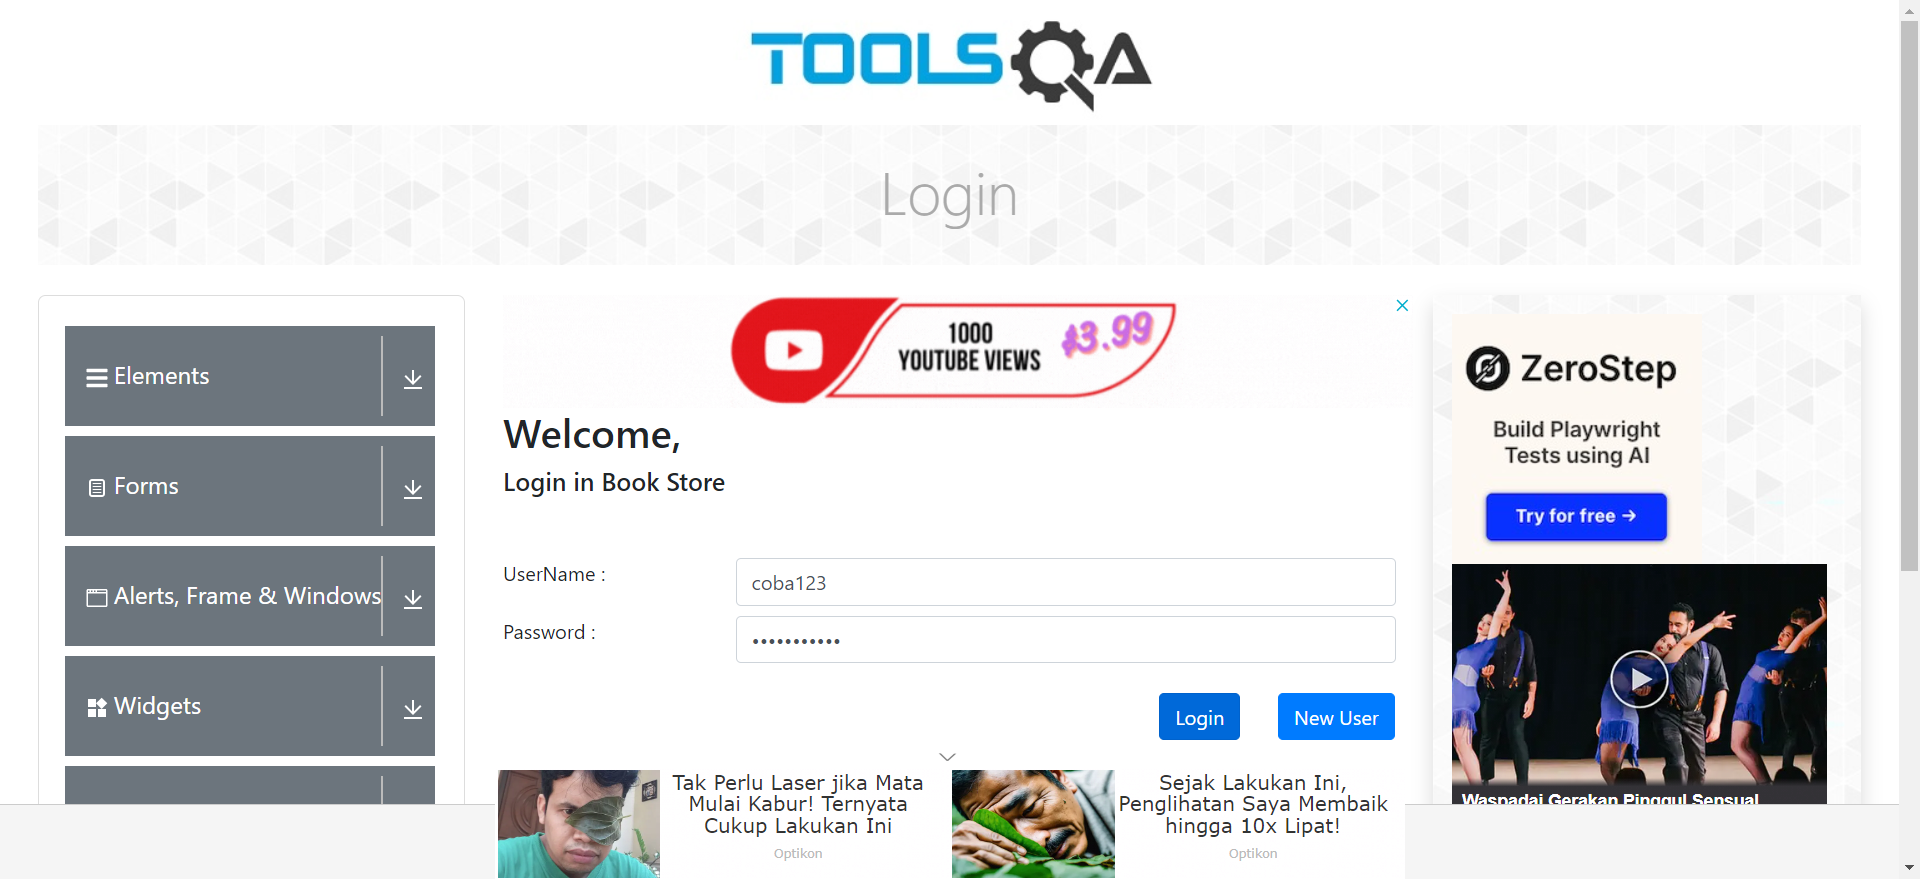 TOOLSQA
Login
Elements
Forms
Alerts, Frame & Windows
Widgets
1000
YOUTUBE VIEWS
$3.99
Welcome,
Login in Book Store
UserName :
coba123
Password :
•••••••••••
Login
New User
ZeroStep
Build Playwright
Tests using AI
Try for free →
Waspadai Gerakan Pinggul Sensual
Tak Perlu Laser jika Mata
Mulai Kabur! Ternyata
Cukup Lakukan Ini
Optikon
Sejak Lakukan Ini,
Penglihatan Saya Membaik
hingga 10x Lipat!
Optikon